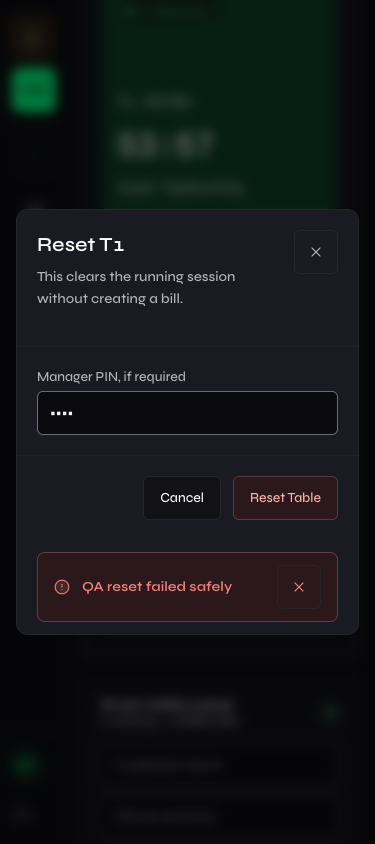 Reset T1
This clears the running session
without creating a bill.
Manager PIN, if required
••••
Cancel
Reset Table
QA reset failed safely